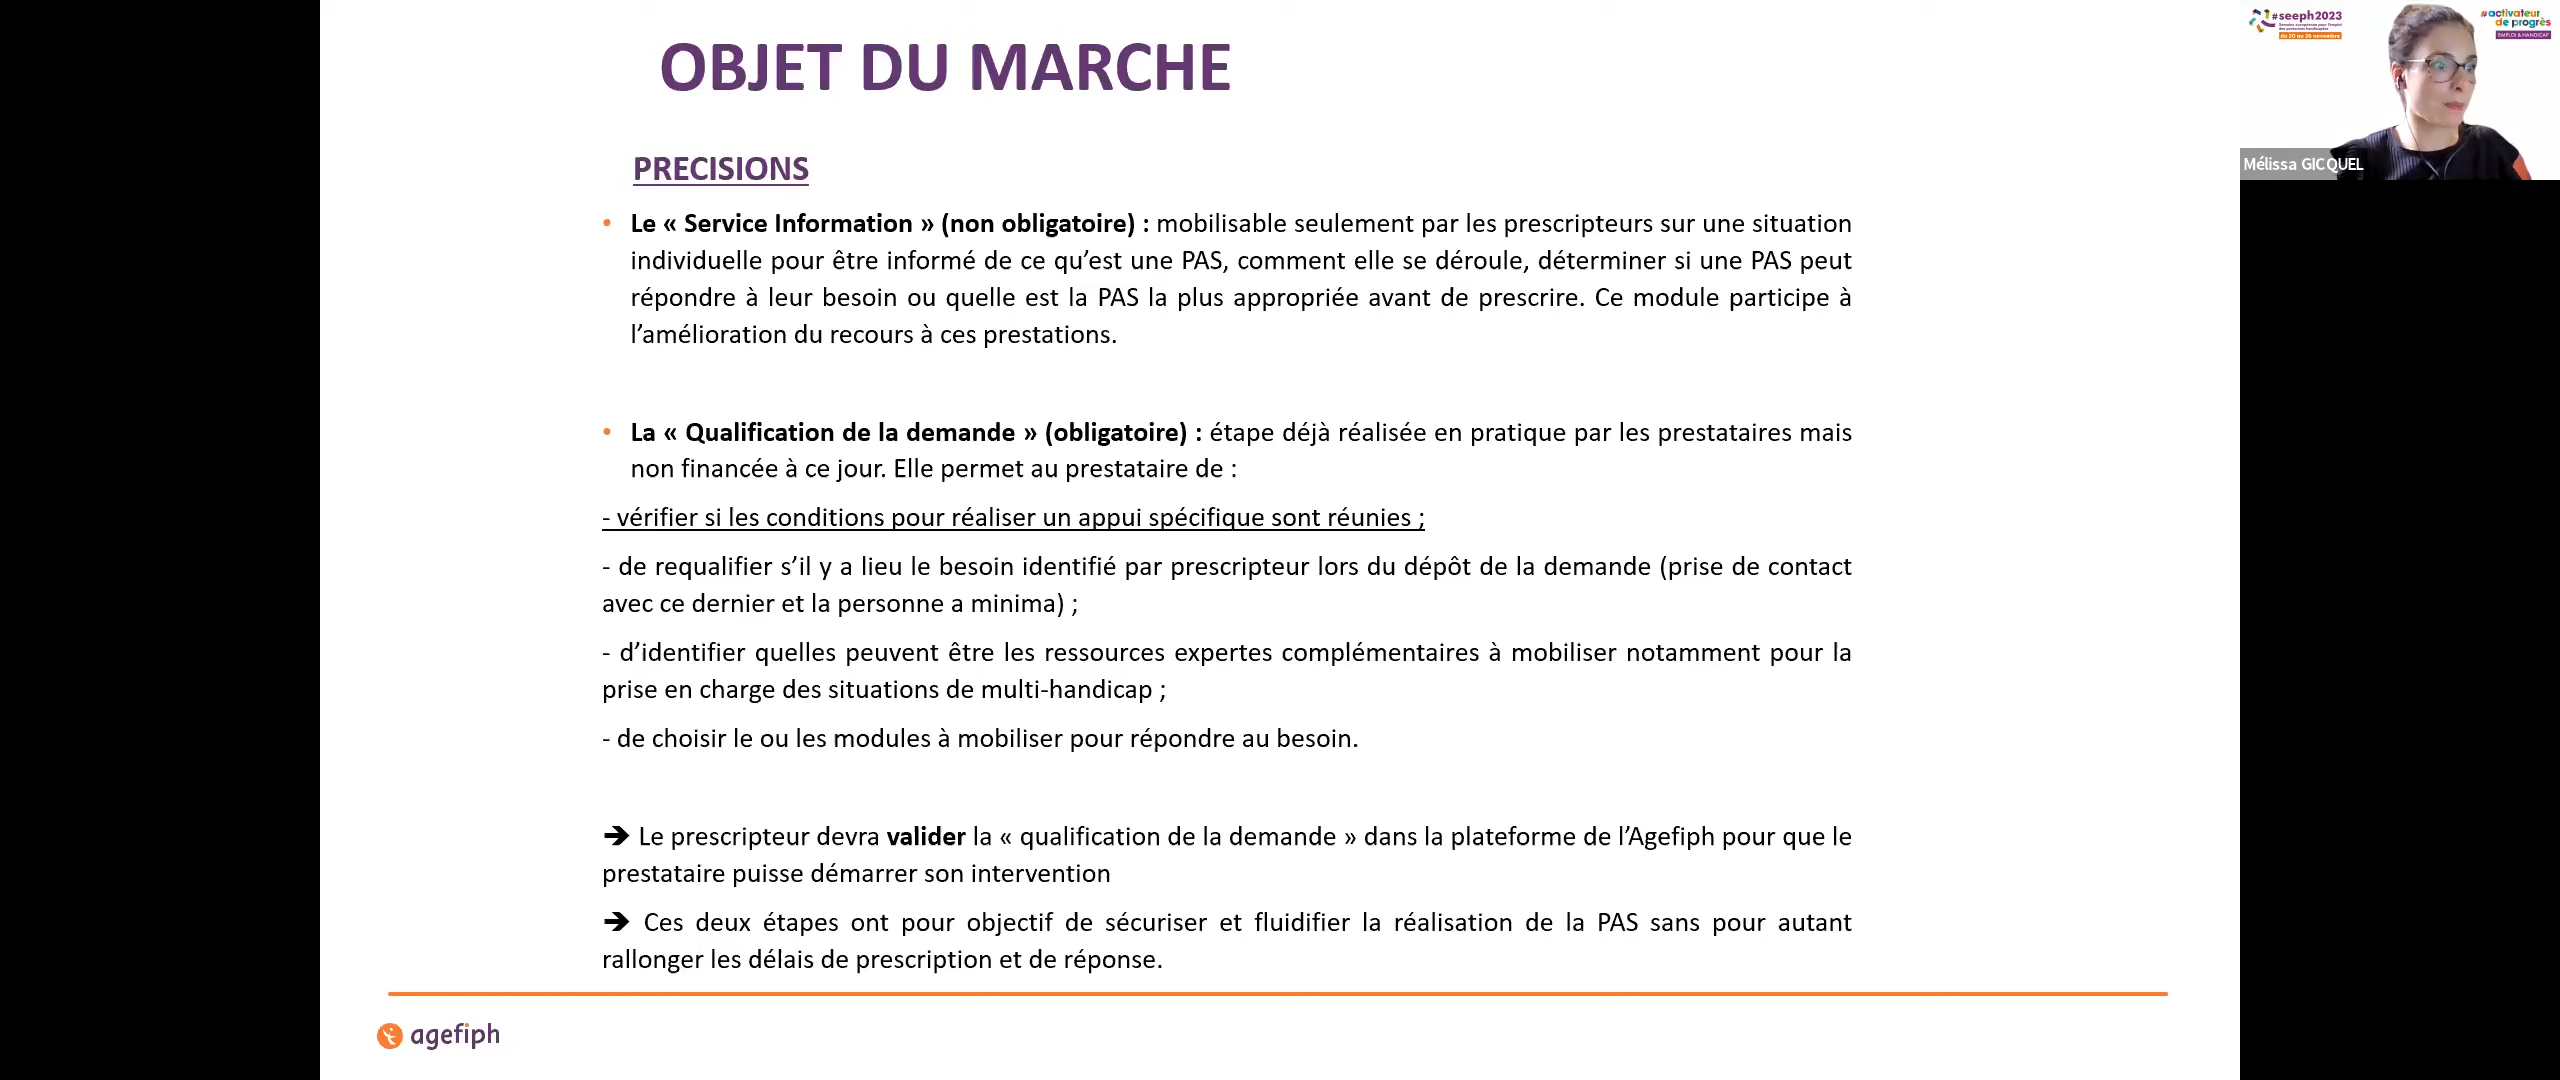 OBJET DU MARCHE
#seeph2023
du 20 au 26 novembre
#activateur
de progrès
EMPLOI & HANDICAP
Mélissa GICQUEL
PRECISIONS
• Le « Service Information » (non obligatoire) : mobilisable seulement par les prescripteurs sur une situation
individuelle pour être informé de ce qu’est une PAS, comment elle se déroule, déterminer si une PAS peut
répondre à leur besoin ou quelle est la PAS la plus appropriée avant de prescrire. Ce module participe à
l’amélioration du recours à ces prestations.
• La « Qualification de la demande » (obligatoire) : étape déjà réalisée en pratique par les prestataires mais
non financée à ce jour. Elle permet au prestataire de :
- vérifier si les conditions pour réaliser un appui spécifique sont réunies ;
- de requalifier s’il y a lieu le besoin identifié par prescripteur lors du dépôt de la demande (prise de contact
avec ce dernier et la personne a minima) ;
- d’identifier quelles peuvent être les ressources expertes complémentaires à mobiliser notamment pour la
prise en charge des situations de multi-handicap ;
- de choisir le ou les modules à mobiliser pour répondre au besoin.
➔ Le prescripteur devra valider la « qualification de la demande » dans la plateforme de l’Agefiph pour que le
prestataire puisse démarrer son intervention
➔ Ces deux étapes ont pour objectif de sécuriser et fluidifier la réalisation de la PAS sans pour autant
rallonger les délais de prescription et de réponse.
agefiph